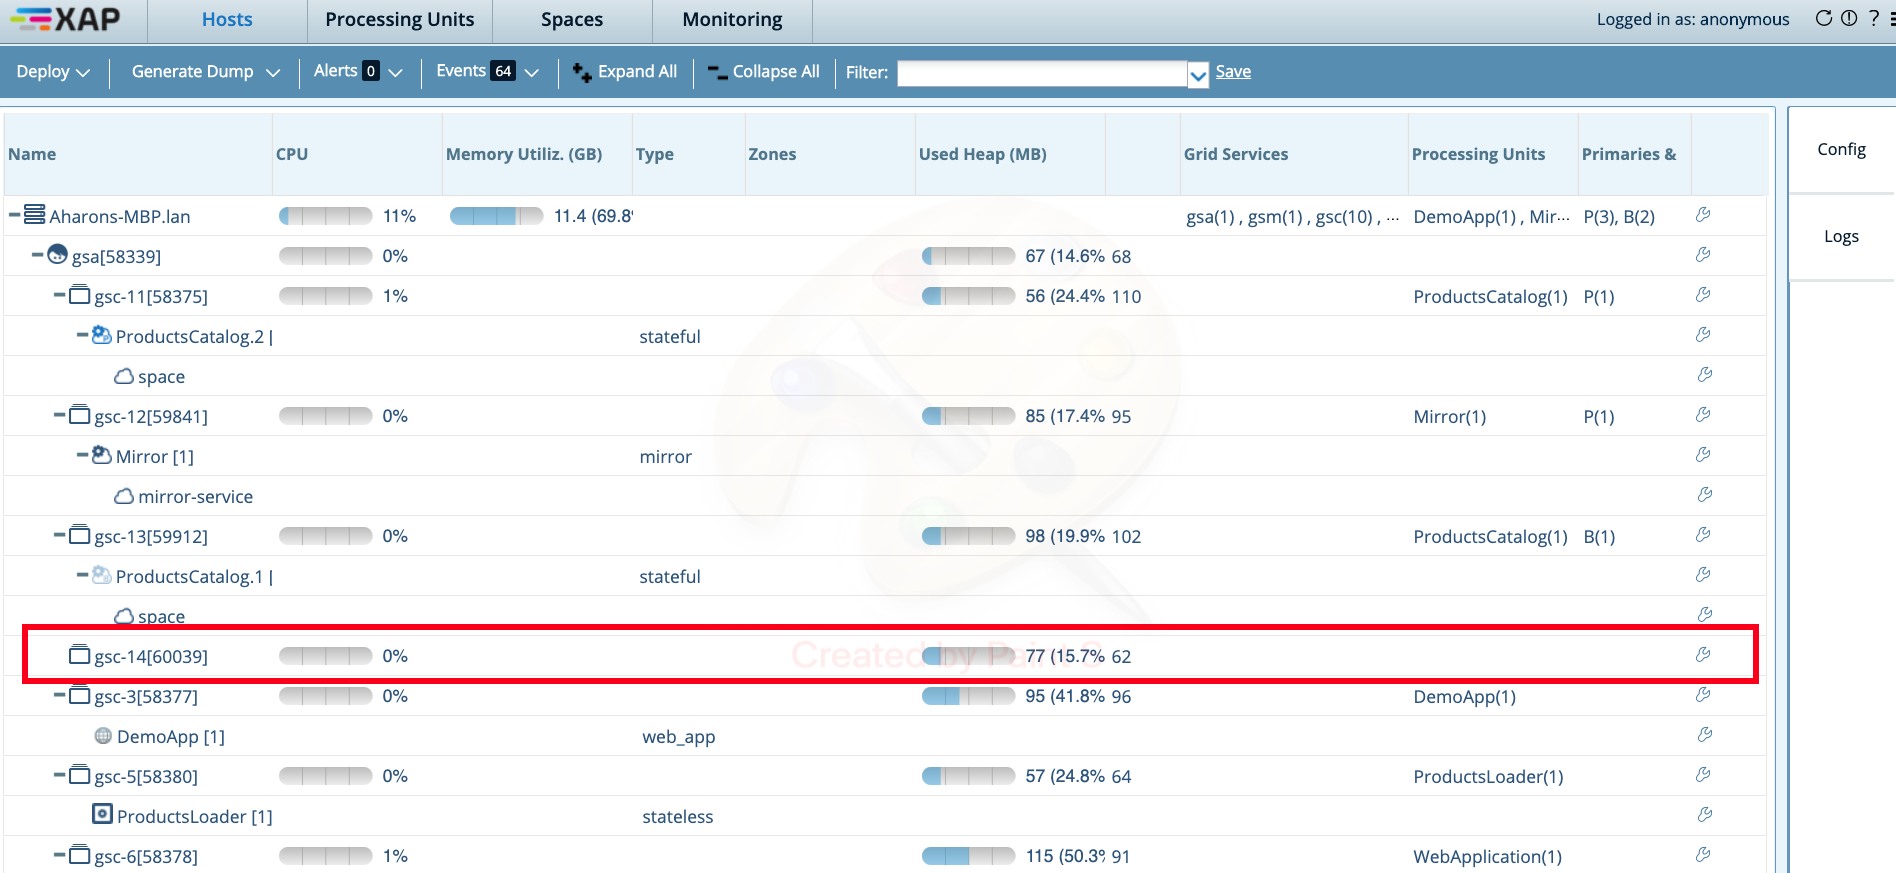 XAP Hosts Processing Units Spaces Monitoring Logged in as: anonymous ?
Deploy Generate Dump Alerts 0 Events 64 Expand All Collapse All Filter: Save
Name CPU Memory Utiliz. (GB) Type Zones Used Heap (MB) Grid Services Processing Units Primaries & Config
Logs
Aharons-MBP.lan 11% 11.4 (69.8% gsa(1) , gsm(1) , gsc(10) , ... DemoApp(1) , Mir... P(3), B(2)
gsa[58339] 0% 67 (14.6% 68
gsc-11[58375] 1% 56 (24.4% 110 ProductsCatalog(1) P(1)
ProductsCatalog.2 [ stateful
space
gsc-12[59841] 0% 85 (17.4% 95 Mirror(1) P(1)
Mirror [1] mirror
mirror-service
gsc-13[59912] 0% 98 (19.9% 102 ProductsCatalog(1) B(1)
ProductsCatalog.1 [ stateful
space
gsc-14[60039] 0% 77 (15.7% 62
Created by Paint S
gsc-3[58377] 0% 95 (41.8% 96 DemoApp(1)
DemoApp [1] web_app
gsc-5[58380] 0% 57 (24.8% 64 ProductsLoader(1)
ProductsLoader [1] stateless
gsc-6[58378] 1% 115 (50.3% 91 WebApplication(1)